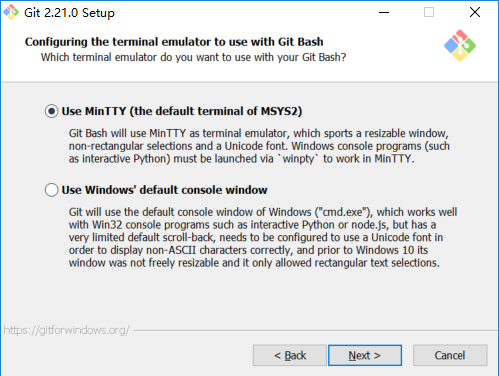 Git 2.21.0 Setup
Configuring the terminal emulator to use with Git Bash
Which terminal emulator do you want to use with your Git Bash?
Use MinTTY (the default terminal of MSYS2)
Git Bash will use MinTTY as terminal emulator, which sports a resizable window,
non-rectangular selections and a Unicode font. Windows console programs (such
as interactive Python) must be launched via `winpty` to work in MinTTY.
Use Windows' default console window
Git will use the default console window of Windows ("cmd.exe"), which works well
with Win32 console programs such as interactive Python or node.js, but has a
very limited default scroll-back, needs to be configured to use a Unicode font in
order to display non-ASCII characters correctly, and prior to Windows 10 its
window was not freely resizable and it only allowed rectangular text selections.
https://gitforwindows.org/
< Back
Next >
Cancel